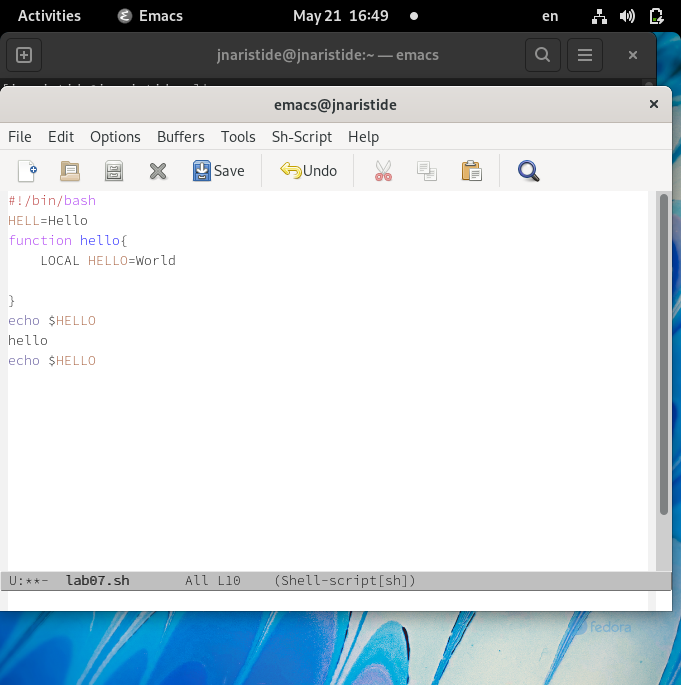 Activities Emacs May 21 16:49 en
jnaristide@jnaristide:~ — emacs
emacs@jnaristide
File Edit Options Buffers Tools Sh-Script Help
Save Undo
#!/bin/bash
HELL=Hello
function hello{
    LOCAL HELLO=World
}
echo $HELLO
hello
echo $HELLO
U:**- lab07.sh All L10 (Shell-script[sh])
fedora